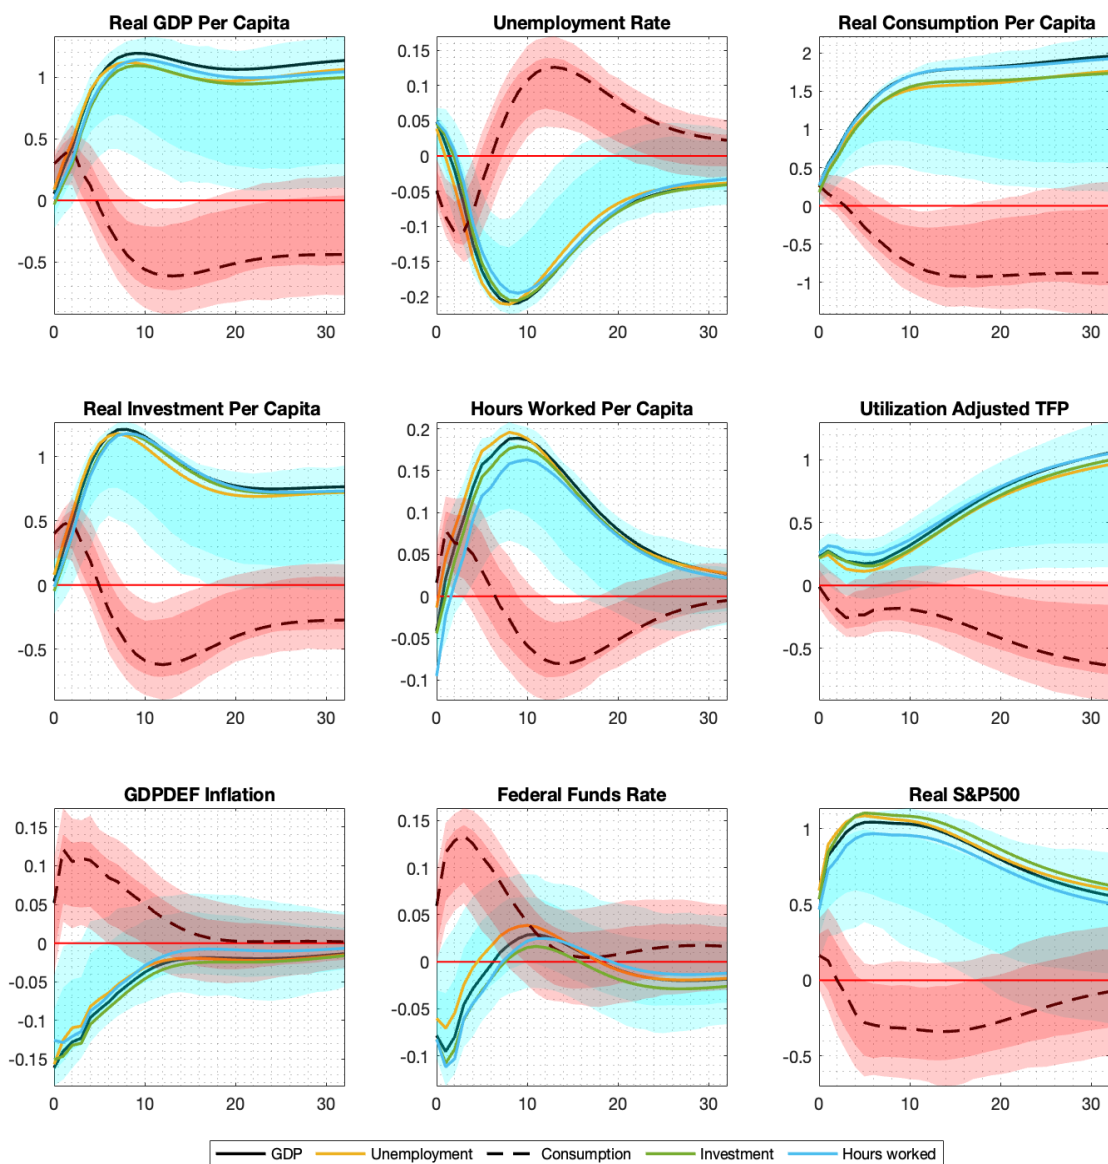 Real GDP Per Capita
1
0.5
0
-0.5
0 10 20 30
Unemployment Rate
0.15
0.1
0.05
0
-0.05
-0.1
-0.15
-0.2
0 10 20 30
Real Consumption Per Capita
2
1.5
1
0.5
0
-0.5
-1
0 10 20 30
Real Investment Per Capita
1
0.5
0
-0.5
0 10 20 30
Hours Worked Per Capita
0.2
0.15
0.1
0.05
0
-0.05
-0.1
0 10 20 30
Utilization Adjusted TFP
1
0.5
0
-0.5
0 10 20 30
GDPDEF Inflation
0.15
0.1
0.05
0
-0.05
-0.1
-0.15
0 10 20 30
Federal Funds Rate
0.15
0.1
0.05
0
-0.05
-0.1
0 10 20 30
Real S&P500
1
0.5
0
-0.5
0 10 20 30
GDP Unemployment Consumption Investment Hours worked